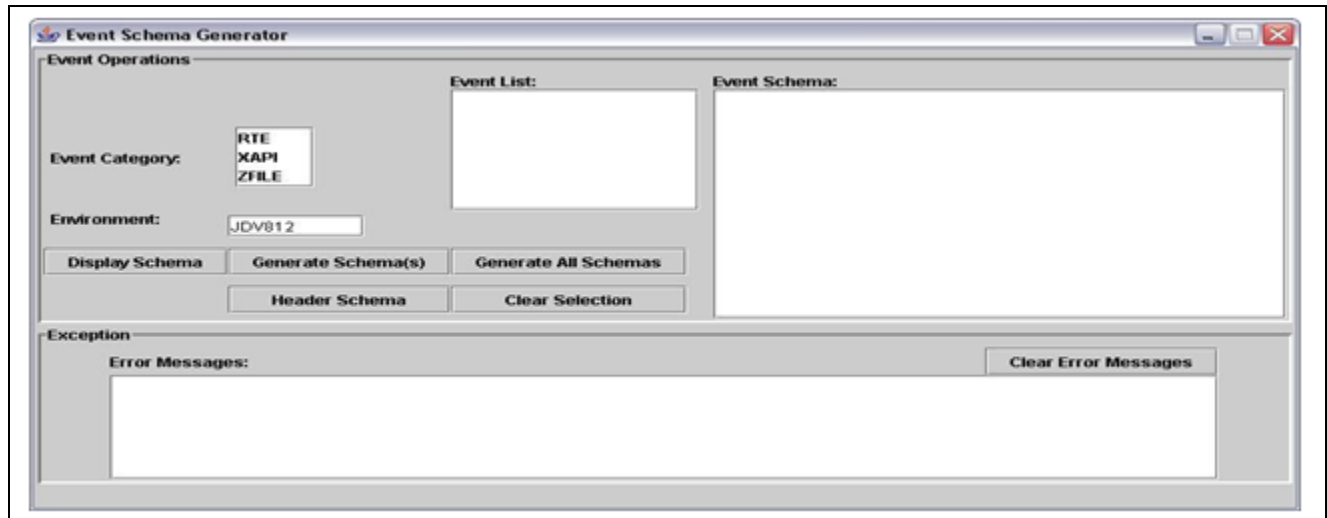 Event Schema Generator
Event Operations
Event List:
Event Schema:
Event Category:
RTE
XAPI
ZFILE
Environment:
JDV812
Display Schema
Generate Schema(s)
Generate All Schemas
Header Schema
Clear Selection
Exception
Error Messages:
Clear Error Messages